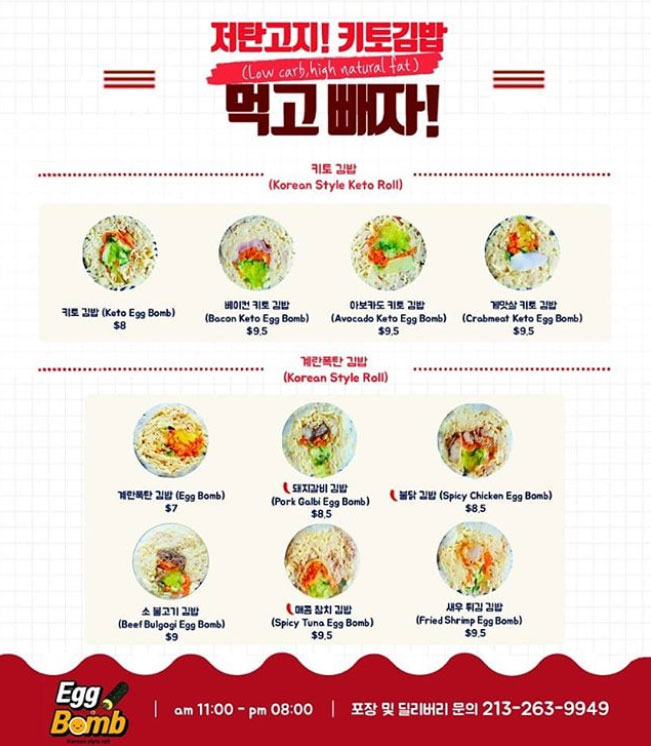 저탄고지! 키토김밥
(Low carb,high natural fat)
먹고 빼자!
키토 김밥
(Korean Style Keto Roll)
키토 김밥 (Keto Egg Bomb)
$8
베이컨 키토 김밥
(Bacon Keto Egg Bomb)
$9,5
아보카도 키토 김밥
(Avocado Keto Egg Bomb)
$9,5
게맛살 키토 김밥
(Crabmeat Keto Egg Bomb)
$9,5
계란폭탄 김밥
(Korean Style Roll)
계란폭탄 김밥 (Egg Bomb)
$7
돼지갈비 김밥
(Pork Galbi Egg Bomb)
$8,5
불닭 김밥 (Spicy Chicken Egg Bomb)
$8,5
소 불고기 김밥
(Beef Bulgogi Egg Bomb)
$9
매콤 참치 김밥
(Spicy Tuna Egg Bomb)
$9,5
새우 튀김 김밥
(Fried Shrimp Egg Bomb)
$9,5
Egg
Bomb
Korean style roll
am 11:00 - pm 08:00
포장 및 딜리버리 문의 213-263-9949